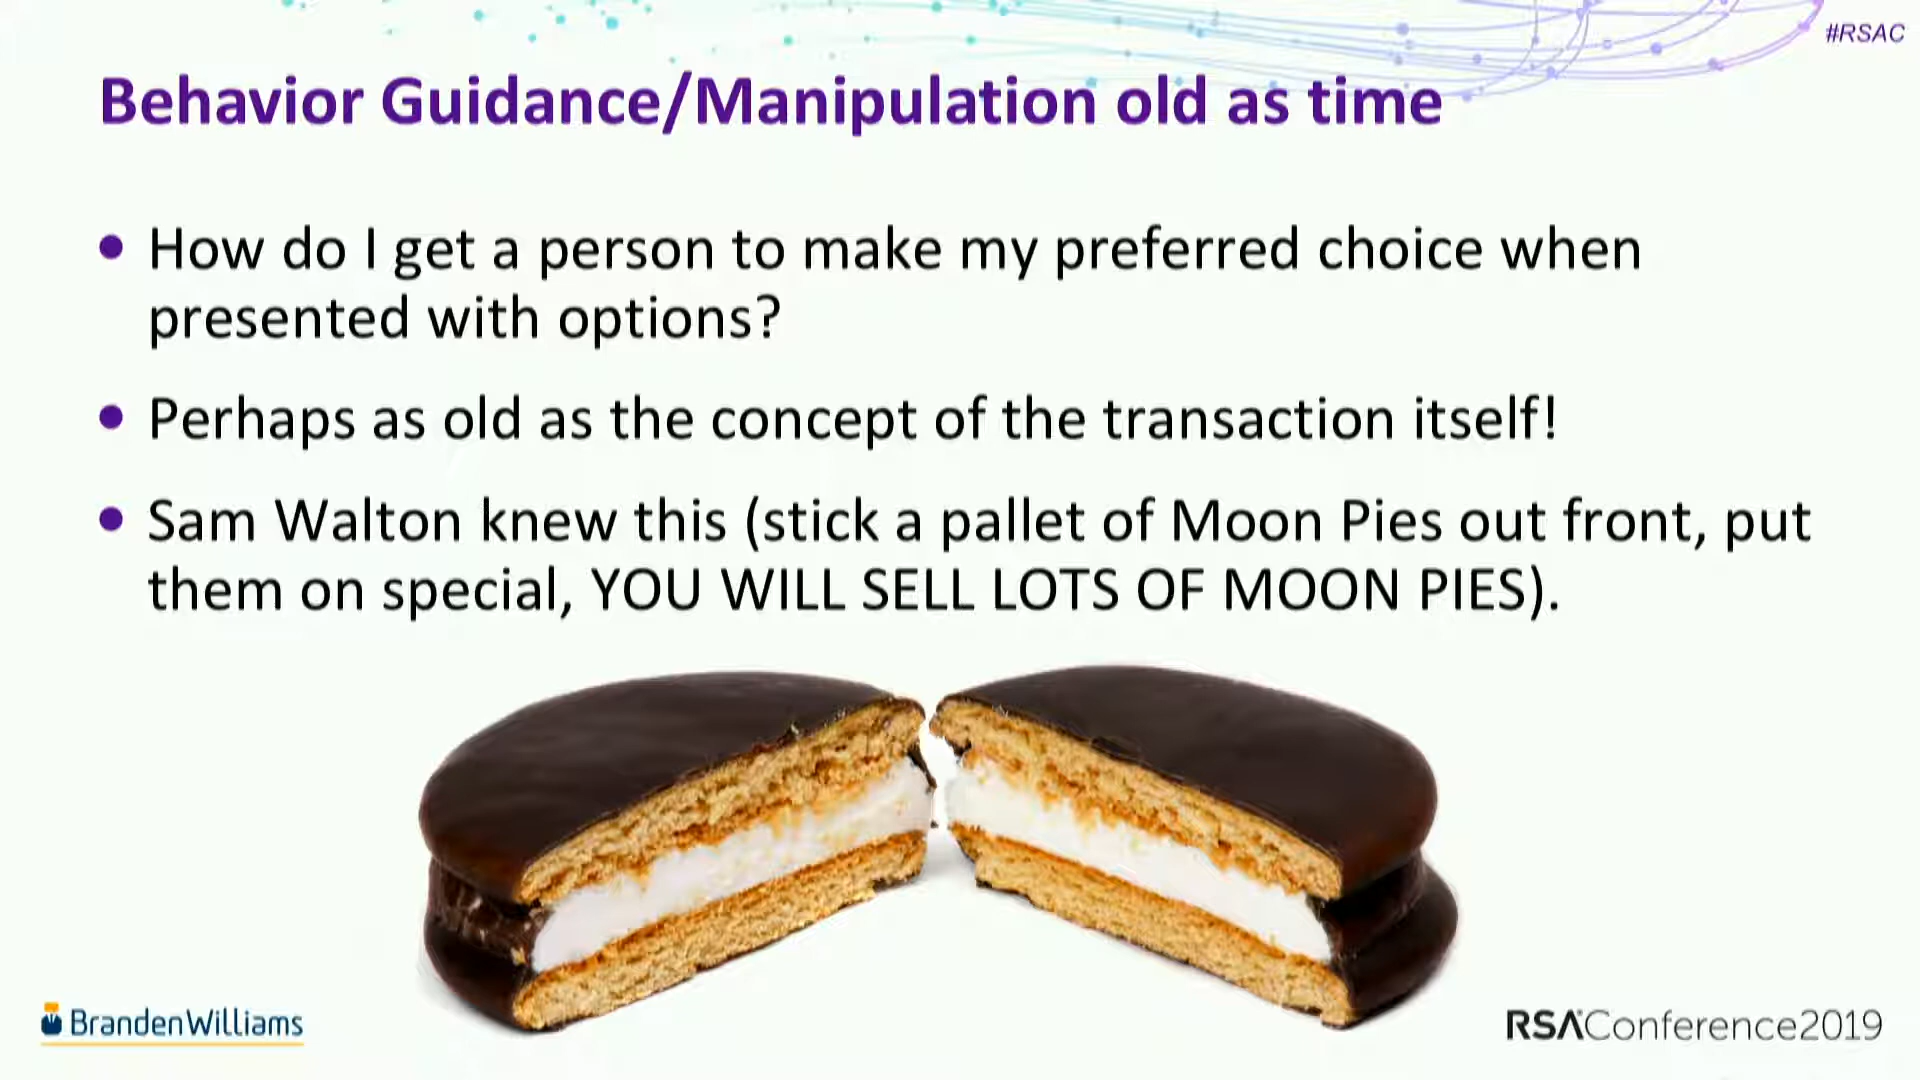 #RSAC
Behavior Guidance/Manipulation old as time
• How do I get a person to make my preferred choice when
presented with options?
• Perhaps as old as the concept of the transaction itself!
• Sam Walton knew this (stick a pallet of Moon Pies out front, put
them on special, YOU WILL SELL LOTS OF MOON PIES).
BrandenWilliams
RSAConference2019